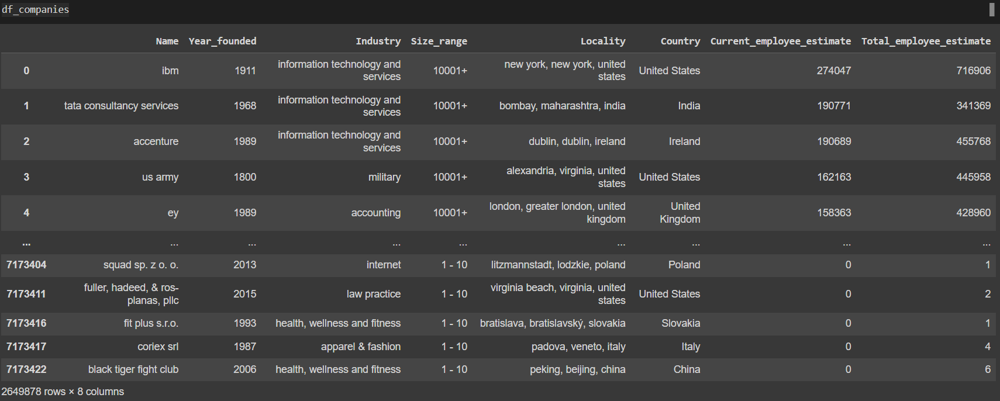 df_companies
Name Year_founded Industry Size_range Locality Country Current_employee_estimate Total_employee_estimate
0 ibm 1911 information technology and services 10001+ new york, new york, united states United States 274047 716906
1 tata consultancy services 1968 information technology and services 10001+ bombay, maharashtra, india India 190771 341369
2 accenture 1989 information technology and services 10001+ dublin, dublin, ireland Ireland 190689 455768
3 us army 1800 military 10001+ alexandria, virginia, united states United States 162163 445958
4 ey 1989 accounting 10001+ london, greater london, united kingdom United Kingdom 158363 428960
... ... ... ... ... ... ... ... ...
7173404 squad sp. z o. o. 2013 internet 1 - 10 litzmannstadt, lodzkie, poland Poland 0 1
7173411 fuller, hadeed, & ros-planas, pllc 2015 law practice 1 - 10 virginia beach, virginia, united states United States 0 2
7173416 fit plus s.r.o. 1993 health, wellness and fitness 1 - 10 bratislava, bratislavský, slovakia Slovakia 0 1
7173417 coriex srl 1987 apparel & fashion 1 - 10 padova, veneto, italy Italy 0 4
7173422 black tiger fight club 2006 health, wellness and fitness 1 - 10 peking, beijing, china China 0 6
2649878 rows × 8 columns